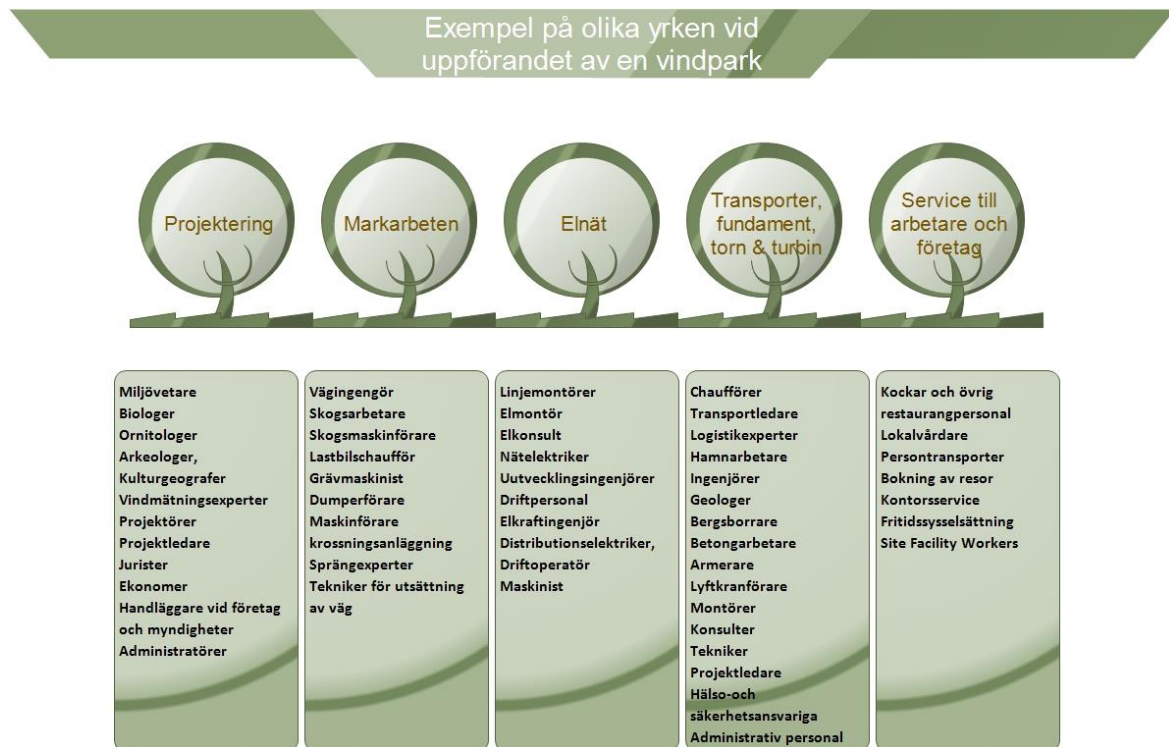 Exempel på olika yrken vid
uppförandet av en vindpark
Projektering
Markarbeten
Elnät
Transporter,
fundament,
torn & turbin
Service till
arbetare och
företag
Miljövetare
Biologer
Ornitologer
Arkeologer,
Kulturgeografer
Vindmätningsexperter
Projektörer
Projektledare
Jurister
Ekonomer
Handläggare vid företag
och myndigheter
Administratörer
Vägingengör
Skogsarbetare
Skogsmaskinförare
Lastbilschaufför
Grävmaskinist
Dumperförare
Maskinförare
krossningsanläggning
Sprängexperter
Tekniker för utsättning
av väg
Linjemontörer
Elmontör
Elkonsult
Nätelektriker
Uutvecklingsingenjörer
Driftpersonal
Elkraftingenjör
Distributionselektriker,
Driftoperatör
Maskinist
Chaufförer
Transportledare
Logistikexperter
Hamnarbetare
Ingenjörer
Geologer
Bergsborrare
Betongarbetare
Armerare
Lyftkranförare
Montörer
Konsulter
Tekniker
Projektledare
Hälso-och
säkerhetsansvariga
Administrativ personal
Kockar och övrig
restaurangpersonal
Lokalvårdare
Persontransporter
Bokning av resor
Kontorsservice
Fritidssysselsättning
Site Facility Workers